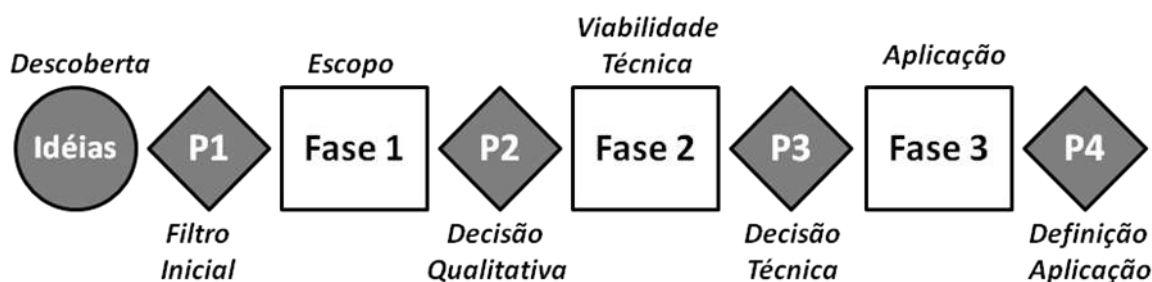 Descoberta
Escopo
Viabilidade
Técnica
Aplicação
Idéias
P1
Fase 1
P2
Fase 2
P3
Fase 3
P4
Filtro
Inicial
Decisão
Qualitativa
Decisão
Técnica
Definição
Aplicação